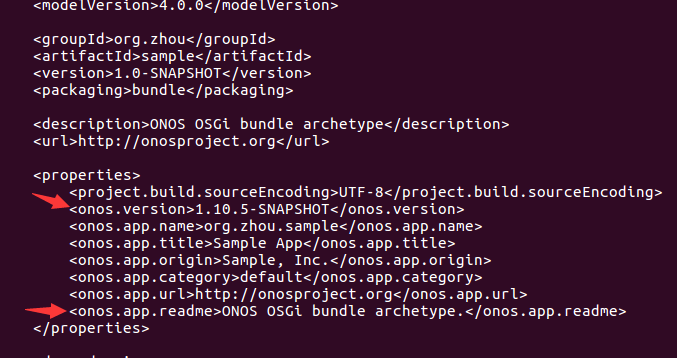 <modelVersion>4.0.0</modelVersion>
<groupId>org.zhou</groupId>
<artifactId>sample</artifactId>
<version>1.0-SNAPSHOT</version>
<packaging>bundle</packaging>
<description>ONOS OSGi bundle archetype</description>
<url>http://onosproject.org</url>
<properties>
<project.build.sourceEncoding>UTF-8</project.build.sourceEncoding>
<onos.version>1.10.5-SNAPSHOT</onos.version>
<onos.app.name>org.zhou.sample</onos.app.name>
<onos.app.title>Sample App</onos.app.title>
<onos.app.origin>Sample, Inc.</onos.app.origin>
<onos.app.category>default</onos.app.category>
<onos.app.url>http://onosproject.org</onos.app.url>
<onos.app.readme>ONOS OSGi bundle archetype.</onos.app.readme>
</properties>